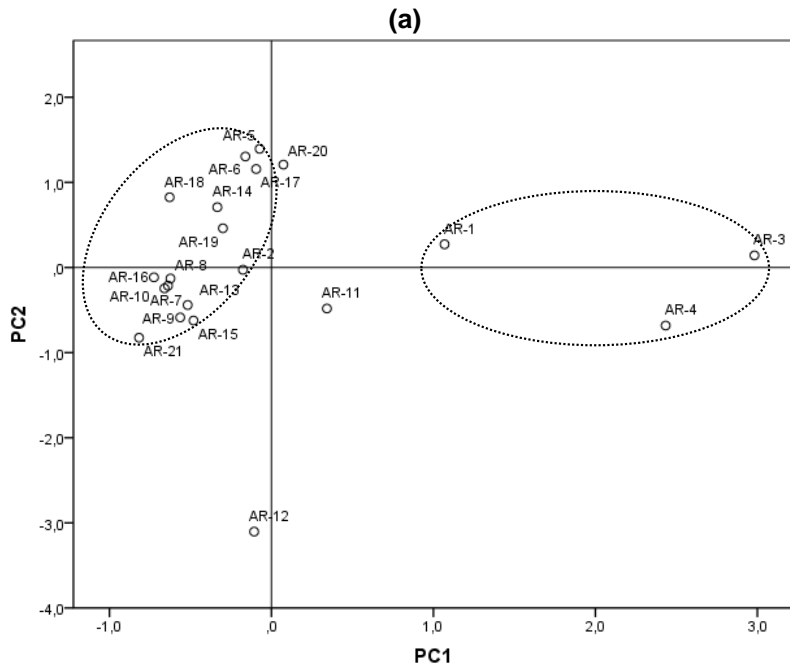 (a)
2,0
1,0
,0
-1,0
-2,0
-3,0
-4,0
PC2
AR-5
AR-20
AR-6
AR-17
AR-18
AR-14
AR-19
AR-2
AR-1
AR-3
AR-16
AR-8
AR-10
AR-7
AR-13
AR-11
AR-9
AR-15
AR-4
AR-21
AR-12
-1,0
,0
1,0
2,0
3,0
PC1